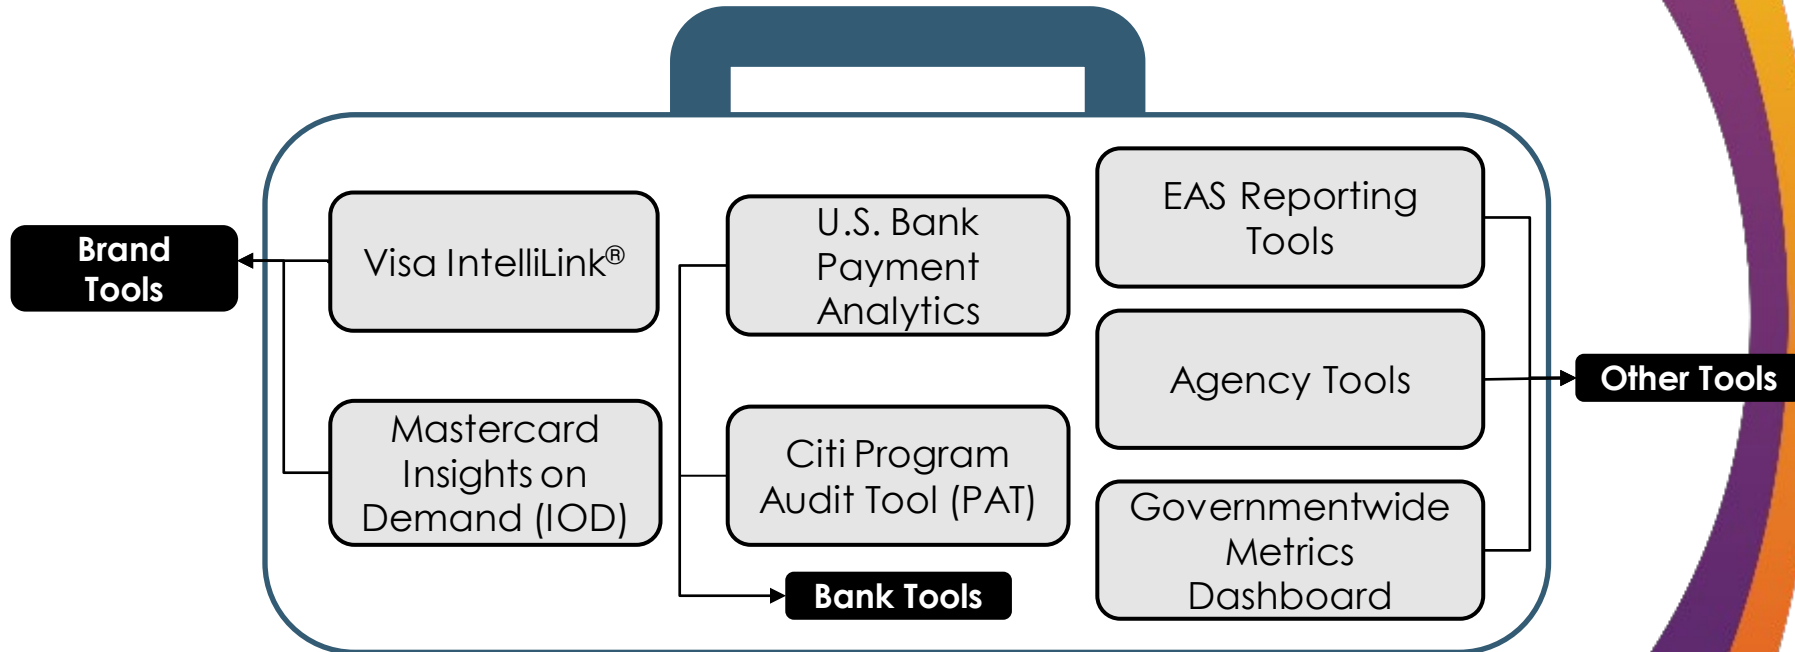 Brand
Tools
Visa IntelliLink®
Mastercard
Insights on
Demand (IOD)
U.S. Bank
Payment
Analytics
Citi Program
Audit Tool (PAT)
Bank Tools
EAS Reporting
Tools
Agency Tools
Governmentwide
Metrics
Dashboard
Other Tools